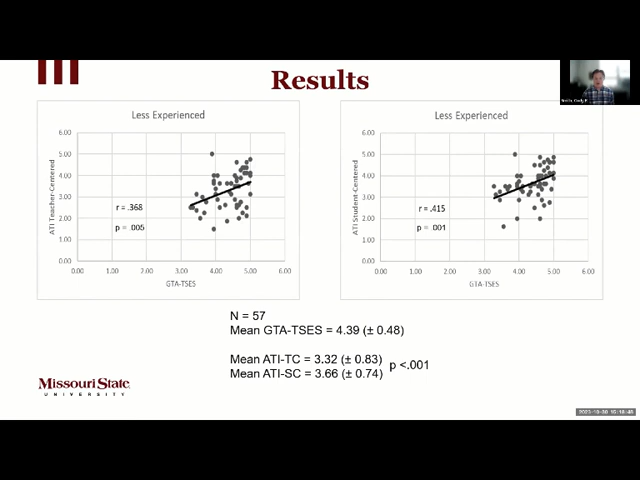 Results
Less Experienced
6.00
5.00
4.00
3.00
2.00
1.00
0.00
ATI Teacher-Centered
r = .368
p = .005
0.00 1.00 2.00 3.00 4.00 5.00 6.00
GTA-TSES
Less Experienced
6.00
5.00
4.00
3.00
2.00
1.00
0.00
ATI Student-Centered
r = .415
p = .001
0.00 1.00 2.00 3.00 4.00 5.00 6.00
GTA-TSES
N = 57
Mean GTA-TSES = 4.39 (± 0.48)
Mean ATI-TC = 3.32 (± 0.83)
Mean ATI-SC = 3.66 (± 0.74)
p <.001
Missouri State
UNIVERSITY